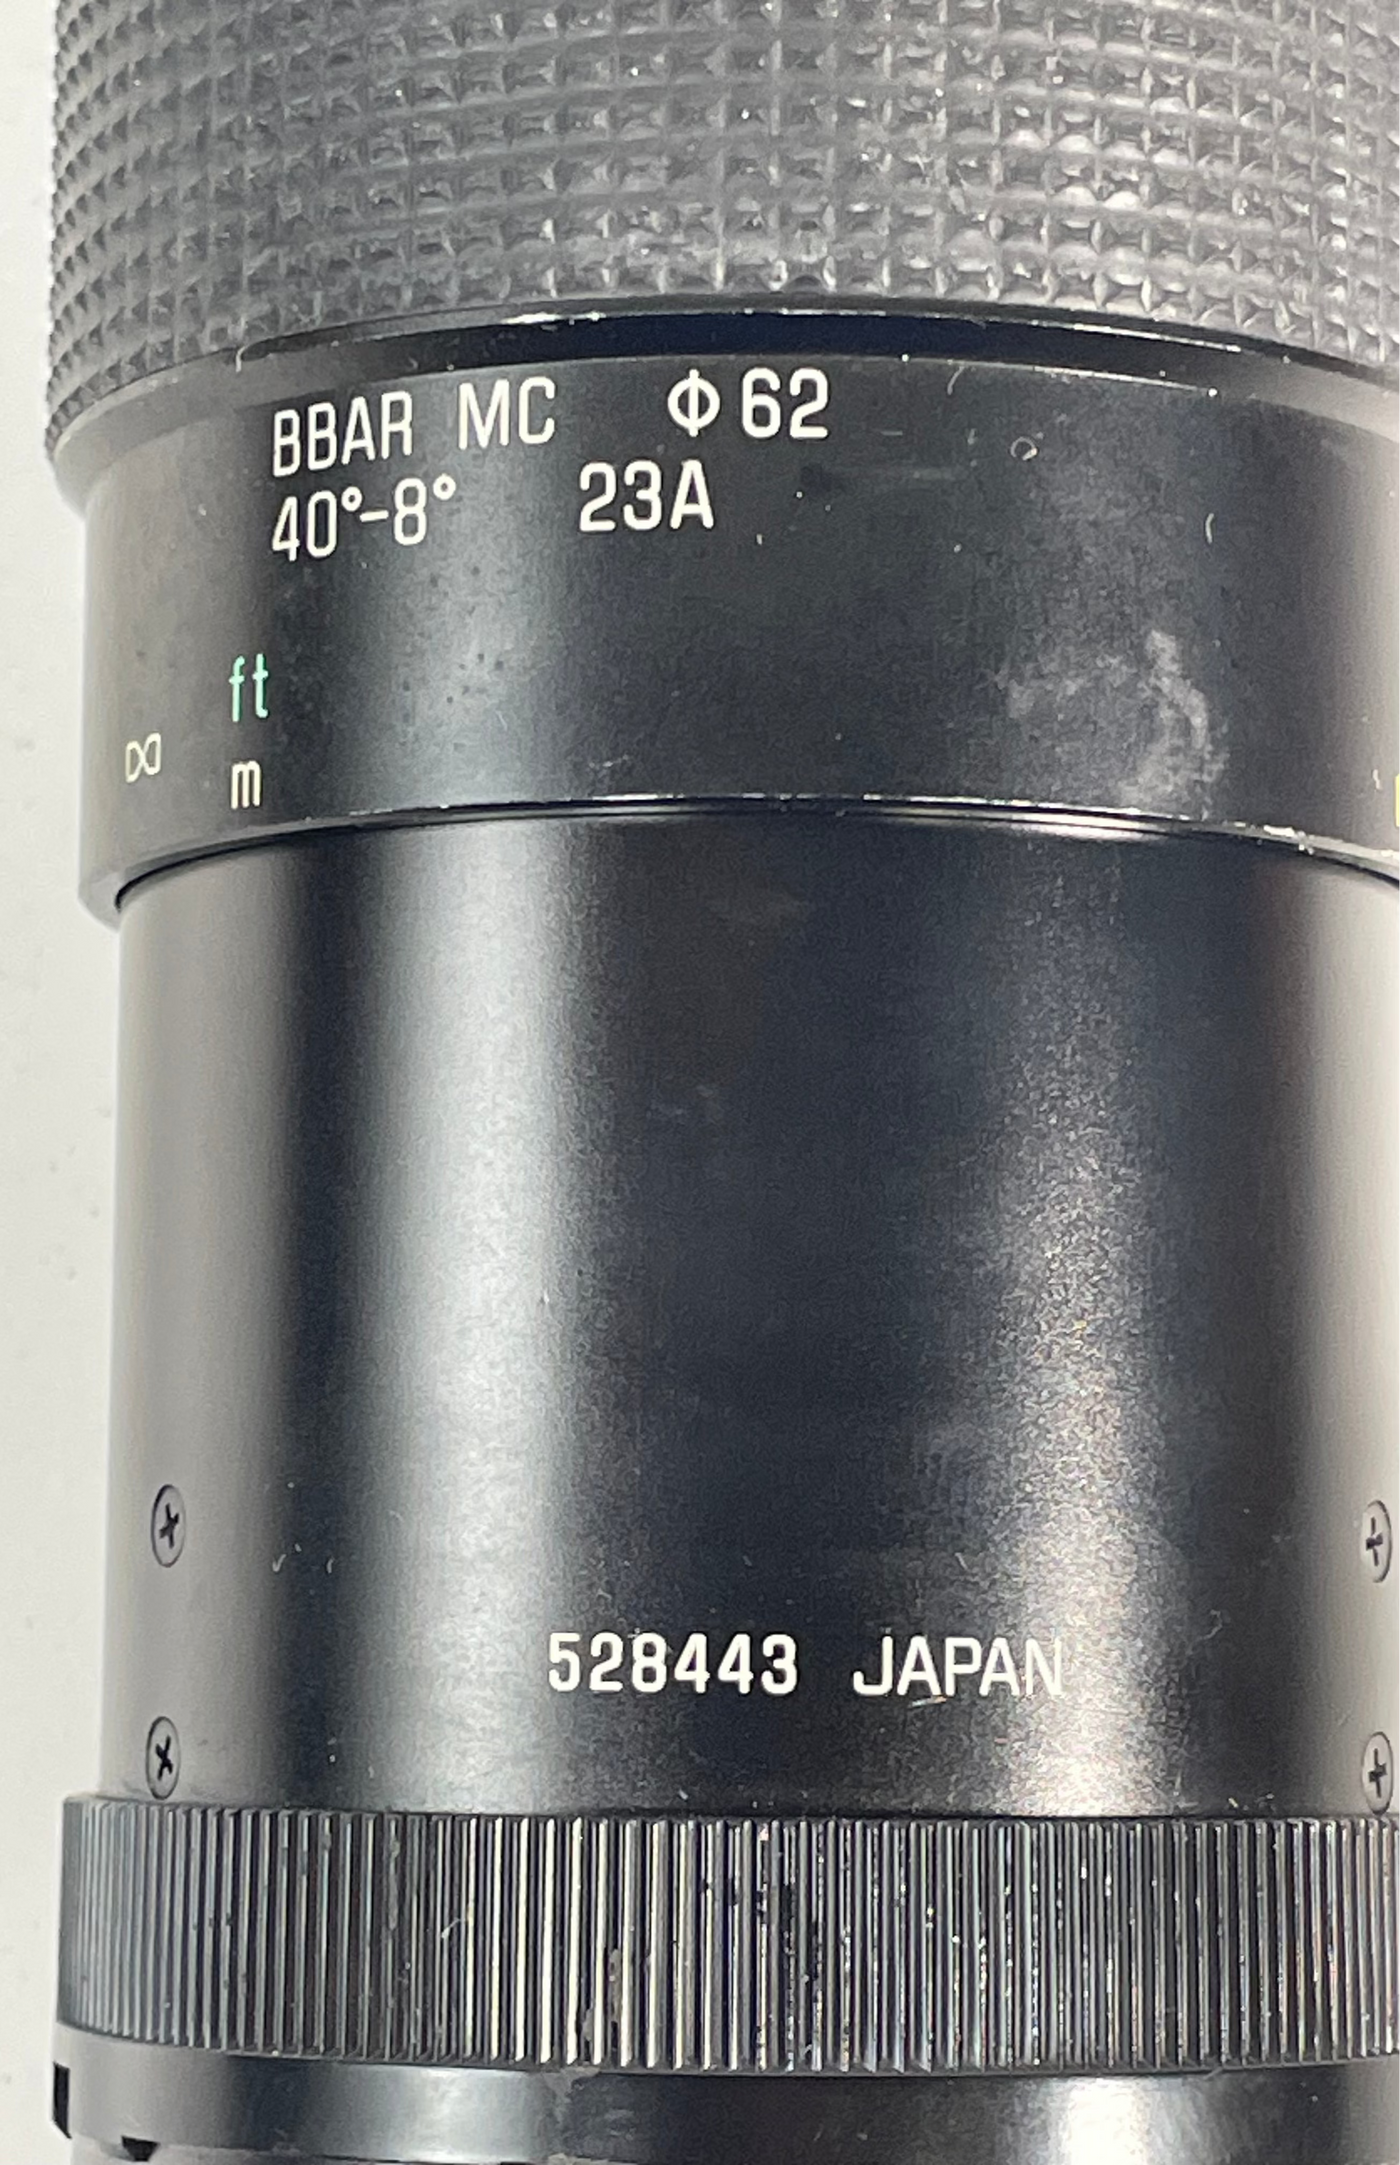 BBAR MC Φ62
40°-8° 23A
ft
∞ m
528443 JAPAN